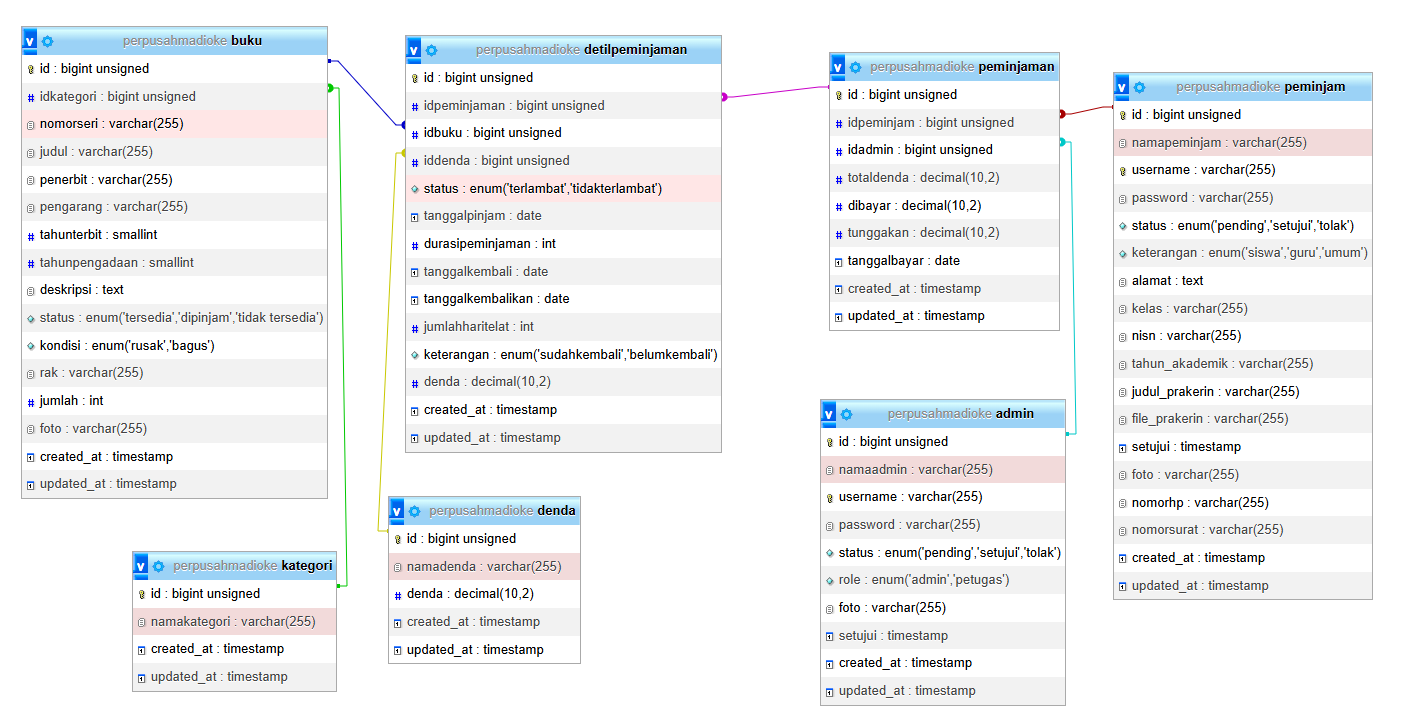 perpusahmadioke buku
id : bigint unsigned
idkategori : bigint unsigned
nomorseri : varchar(255)
judul : varchar(255)
penerbit : varchar(255)
pengarang : varchar(255)
tahunterbit : smallint
tahunpengadaan : smallint
deskripsi : text
status : enum('tersedia','dipinjam','tidak tersedia')
kondisi : enum('rusak','bagus')
rak : varchar(255)
jumlah : int
foto : varchar(255)
created_at : timestamp
updated_at : timestamp
perpusahmadioke detilpeminjaman
id : bigint unsigned
idpeminjaman : bigint unsigned
idbuku : bigint unsigned
iddenda : bigint unsigned
status : enum('terlambat','tidakterlambat')
tanggalpinjam : date
durasipeminjaman : int
tanggalkembali : date
tanggalkembalikan : date
jumlahharitelat : int
keterangan : enum('sudahkembali','belumkembali')
denda : decimal(10,2)
created_at : timestamp
updated_at : timestamp
perpusahmadioke peminjaman
id : bigint unsigned
idpeminjam : bigint unsigned
idadmin : bigint unsigned
totaldenda : decimal(10,2)
dibayar : decimal(10,2)
tunggakan : decimal(10,2)
tanggalbayar : date
created_at : timestamp
updated_at : timestamp
perpusahmadioke peminjam
id : bigint unsigned
namapeminjam : varchar(255)
username : varchar(255)
password : varchar(255)
status : enum('pending','setujui','tolak')
keterangan : enum('siswa','guru','umum')
alamat : text
kelas : varchar(255)
nisn : varchar(255)
tahun_akademik : varchar(255)
judul_prakerin : varchar(255)
file_prakerin : varchar(255)
setujui : timestamp
foto : varchar(255)
nomorhp : varchar(255)
nomorsurat : varchar(255)
created_at : timestamp
updated_at : timestamp
perpusahmadioke kategori
id : bigint unsigned
namakategori : varchar(255)
created_at : timestamp
updated_at : timestamp
perpusahmadioke denda
id : bigint unsigned
namadenda : varchar(255)
denda : decimal(10,2)
created_at : timestamp
updated_at : timestamp
perpusahmadioke admin
id : bigint unsigned
namaadmin : varchar(255)
username : varchar(255)
password : varchar(255)
status : enum('pending','setujui','tolak')
role : enum('admin','petugas')
foto : varchar(255)
setujui : timestamp
created_at : timestamp
updated_at : timestamp